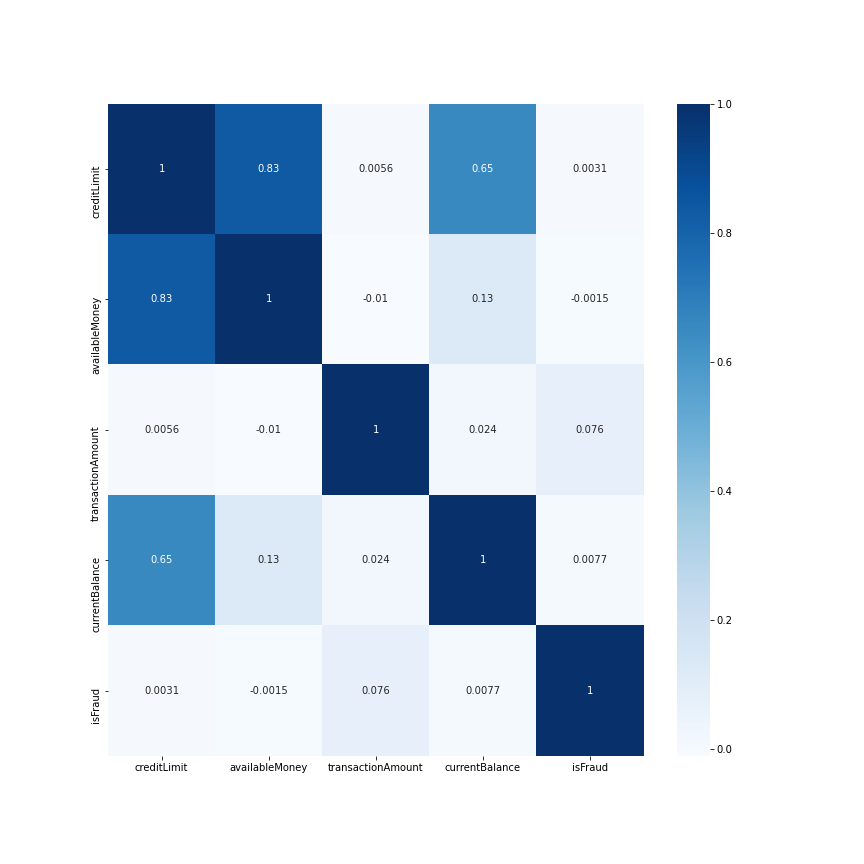 creditLimit 1 0.83 0.0056 0.65 0.0031
availableMoney 0.83 1 -0.01 0.13 -0.0015
transactionAmount 0.0056 -0.01 1 0.024 0.076
currentBalance 0.65 0.13 0.024 1 0.0077
isFraud 0.0031 -0.0015 0.076 0.0077 1
creditLimit availableMoney transactionAmount currentBalance isFraud
1.0
0.8
0.6
0.4
0.2
0.0